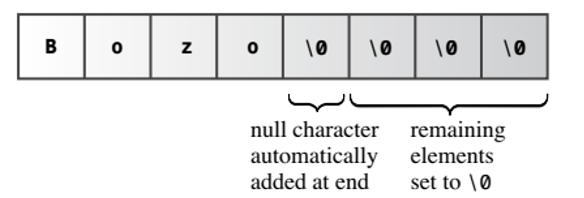 B o z o \0 \0 \0 \0
null character
automatically
added at end
remaining
elements
set to \0